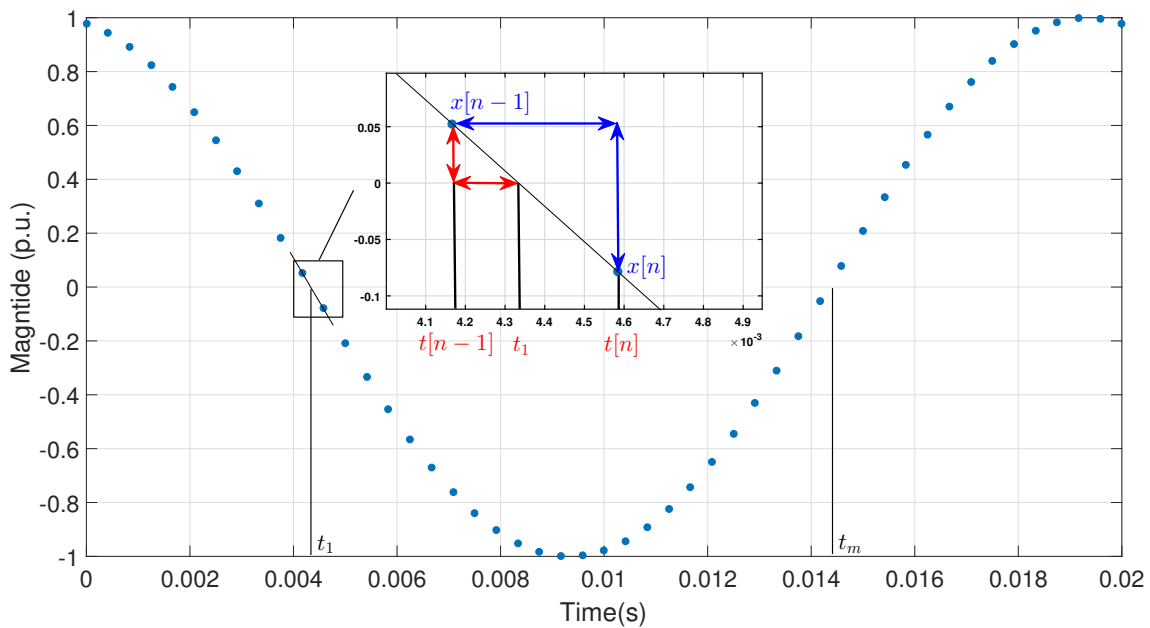 1
0.8
0.6
0.4
0.2
0
-0.2
-0.4
-0.6
-0.8
-1
Magntide (p.u.)
x[n − 1]
0.05
0
-0.05
-0.1
x[n]
4.1 4.2 4.3 4.4 4.5 4.6 4.7 4.8 4.9
×10⁻³
t[n − 1] t₁ t[n]
t₁
tₘ
0 0.002 0.004 0.006 0.008 0.01 0.012 0.014 0.016 0.018 0.02
Time(s)